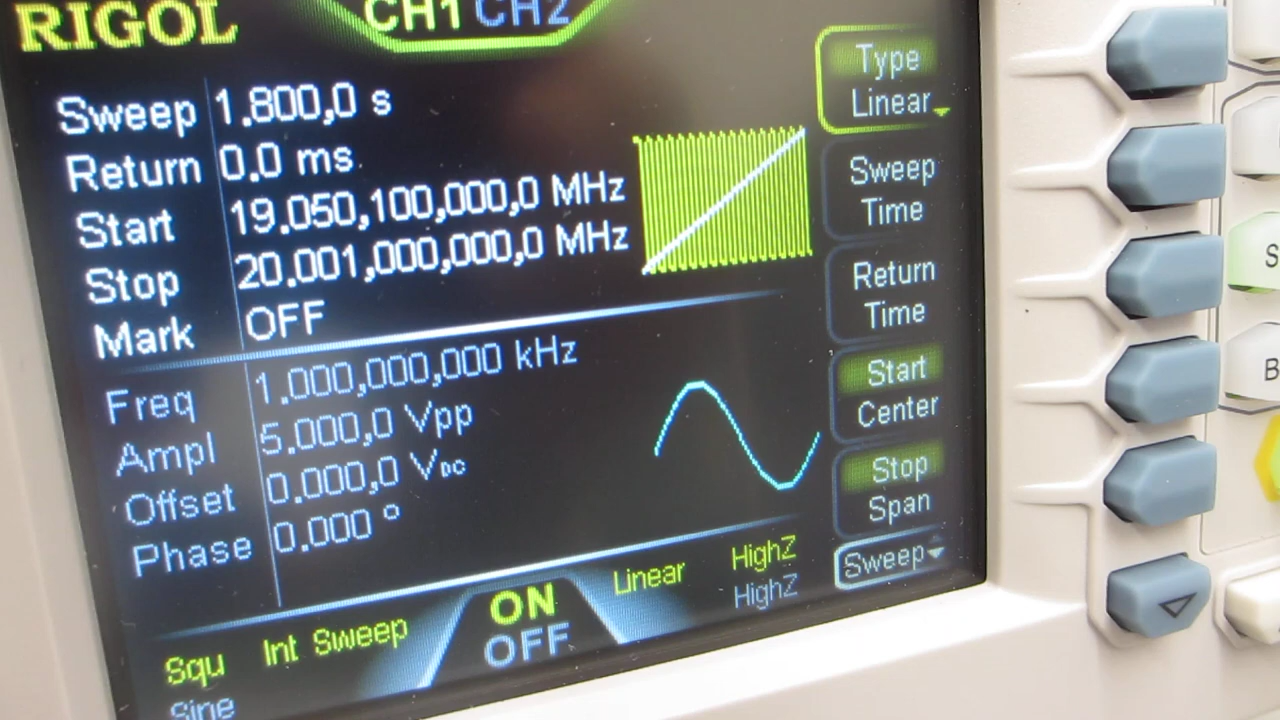 RIGOL
CH1 CH2
Sweep 1.800,0 s
Return 0.0 ms
Start 19.050,100,000,0 MHz
Stop 20.001,000,000,0 MHz
Mark OFF
Freq 1.000,000,000 kHz
Ampl 5.000,0 Vpp
Offset 0.000,0 VDC
Phase 0.000 °
Squ Int Sweep ON Linear HighZ
Sine OFF HighZ
Type
Linear
Sweep
Time
Return
Time
Start
Center
Stop
Span
Sweep
S
B